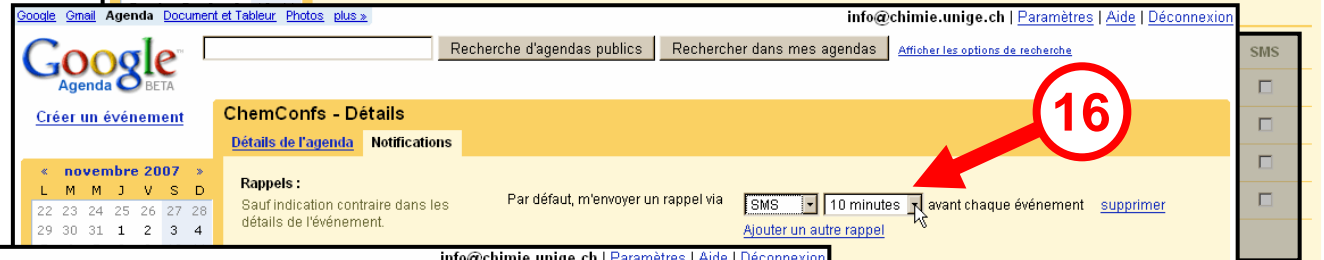 Google Gmail Agenda Document et Tableur Photos plus »
info@chimie.unige.ch | Paramètres | Aide | Déconnexion
Google Agenda BETA
Recherche d'agendas publics Rechercher dans mes agendas Afficher les options de recherche
SMS
Créer un événement
ChemConfs - Détails
16
Détails de l'agenda Notifications
« novembre 2007 »
L M M J V S D
22 23 24 25 26 27 28
29 30 31 1 2 3 4
Rappels :
Sauf indication contraire dans les
détails de l'événement.
Par défaut, m'envoyer un rappel via SMS 10 minutes avant chaque événement supprimer
Ajouter un autre rappel
info@chimie.unige.ch | Paramètres | Aide | Déconnexion